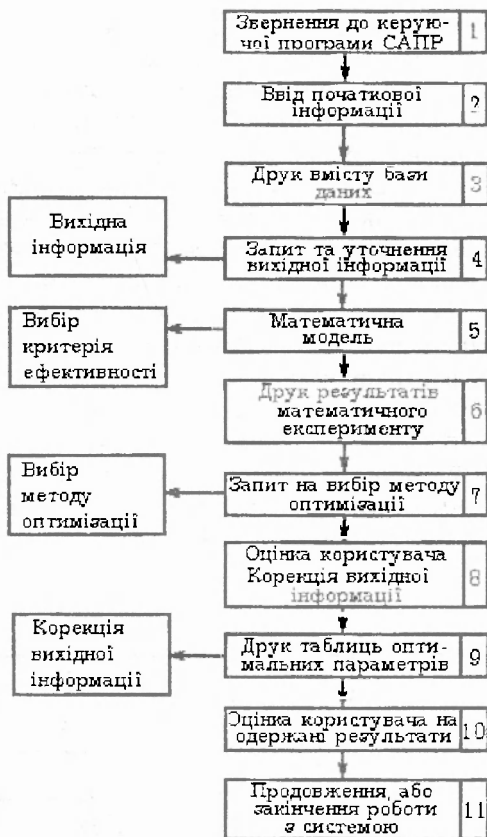 Звернення до керую-
чої програми САПР
1
Ввід початкової
інформації
2
Друк вмісту бази
даних
3
Вихідна
інформація
Запит та уточнення
вихідної інформації
4
Вибір
критерія
ефективності
Математична
модель
5
Друк результатів
математичного
експерименту
6
Вибір
методу
оптимізації
Запит на вибір методу
оптимізації
7
Оцінка користувача
Корекція вихідної
інформації
8
Корекція
вихідної
інформації
Друк таблиць опти-
мальних параметрів
9
Оцінка користувача на
одержані результати
10
Продовження, або
закінчення роботи
з системою
11